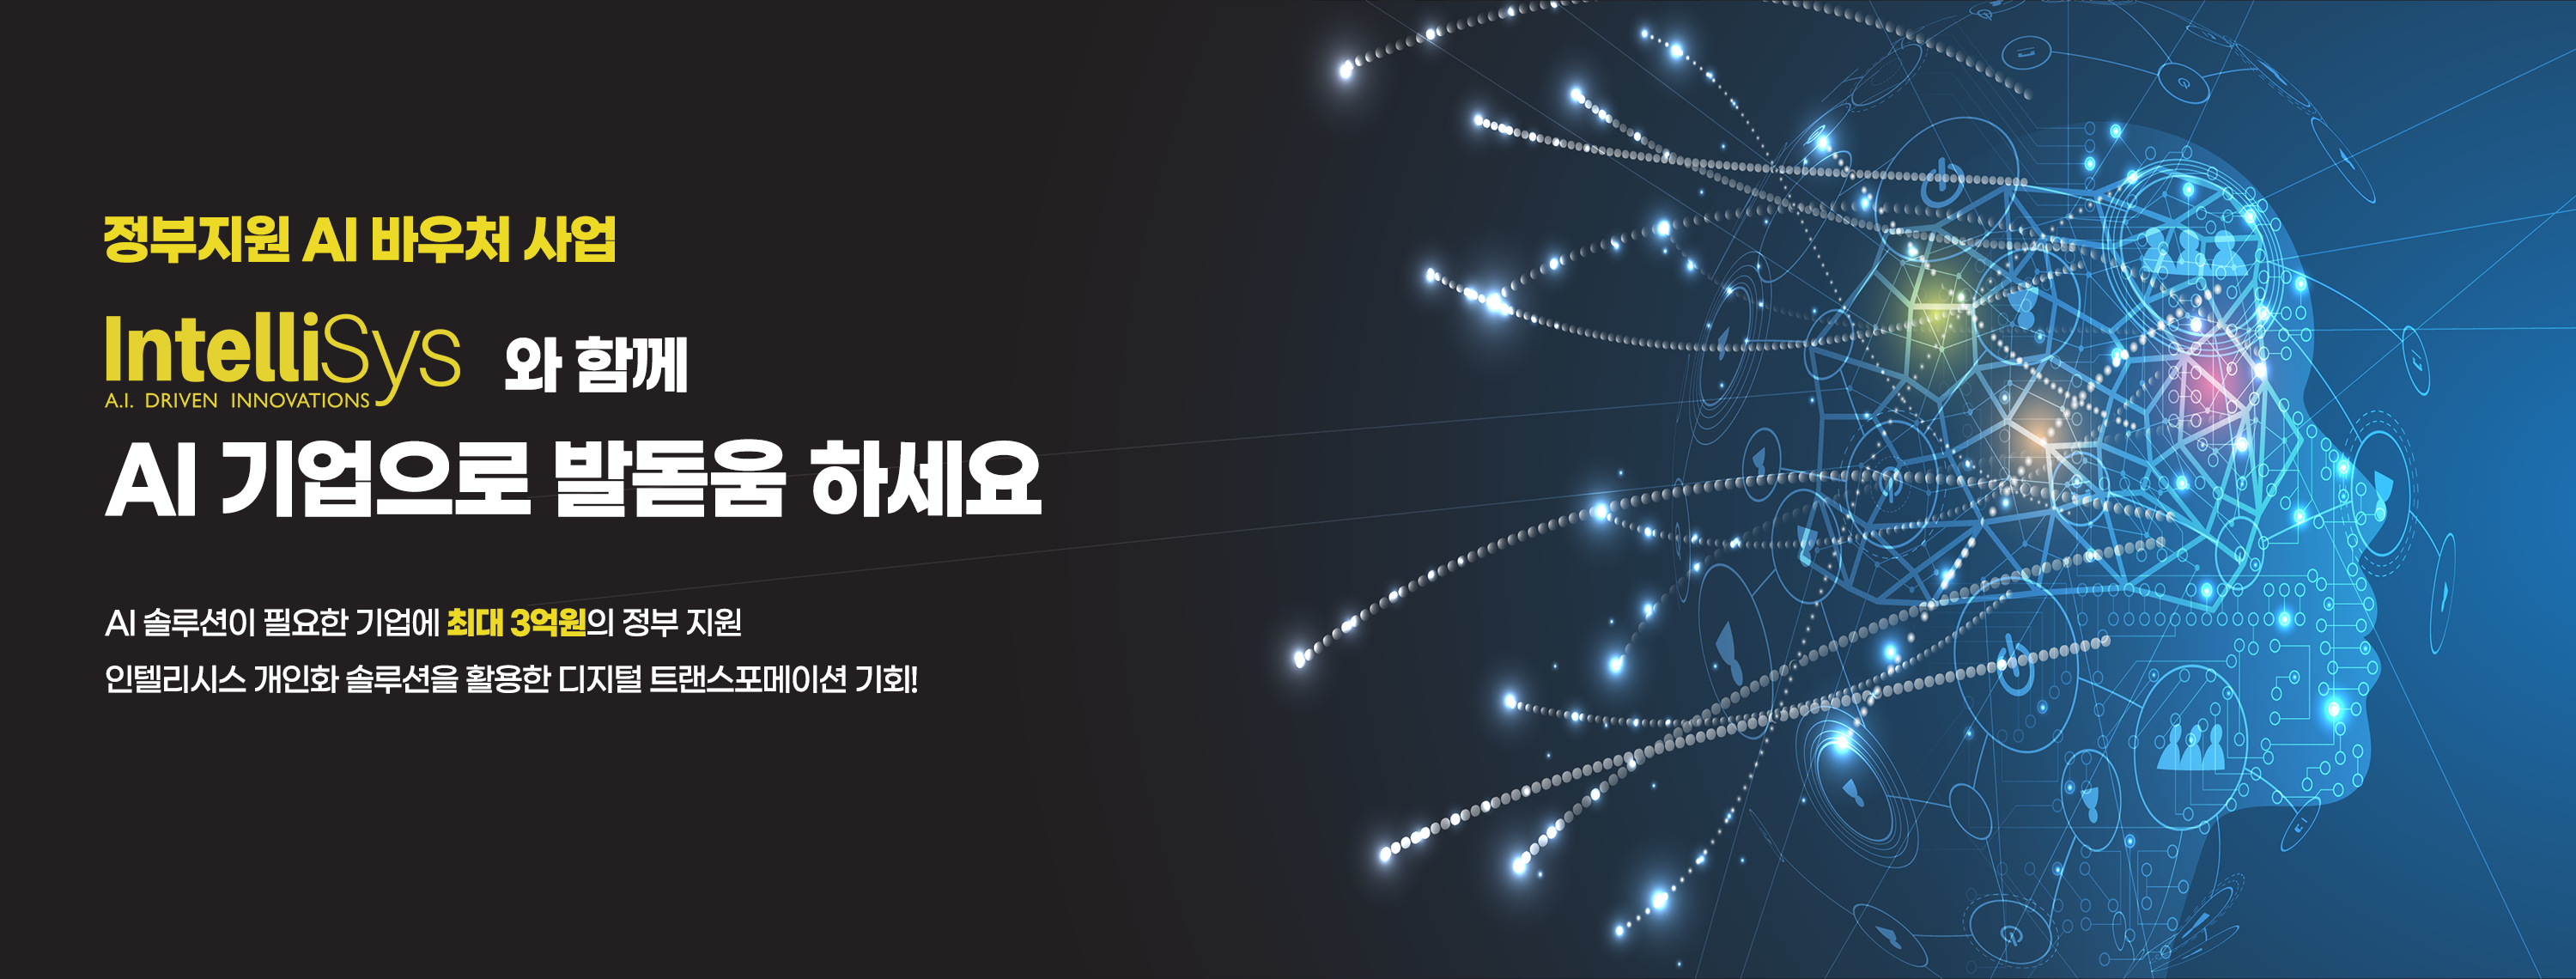 정부지원 AI 바우처 사업
IntelliSys 와 함께
A.I. DRIVEN INNOVATIONS
AI 기업으로 발돋움 하세요
AI 솔루션이 필요한 기업에 최대 3억원의 정부 지원
인텔리시스 개인화 솔루션을 활용한 디지털 트랜스포메이션 기회!